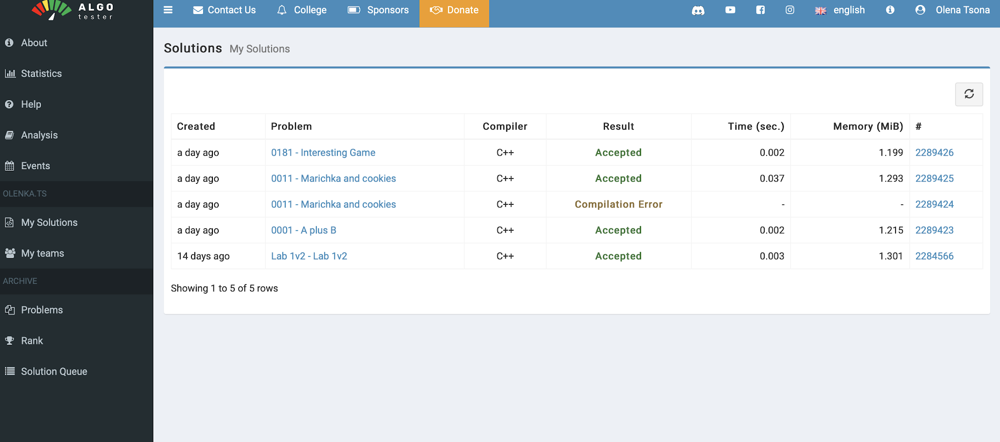 ALGO
tester
Contact Us College Sponsors Donate english Olena Tsona
About
Statistics
Help
Analysis
Events
OLENKA.TS
My Solutions
My teams
ARCHIVE
Problems
Rank
Solution Queue
Solutions My Solutions
Created Problem Compiler Result Time (sec.) Memory (MiB) #
a day ago 0181 - Interesting Game C++ Accepted 0.002 1.199 2289426
a day ago 0011 - Marichka and cookies C++ Accepted 0.037 1.293 2289425
a day ago 0011 - Marichka and cookies C++ Compilation Error - - 2289424
a day ago 0001 - A plus B C++ Accepted 0.002 1.215 2289423
14 days ago Lab 1v2 - Lab 1v2 C++ Accepted 0.003 1.301 2284566
Showing 1 to 5 of 5 rows